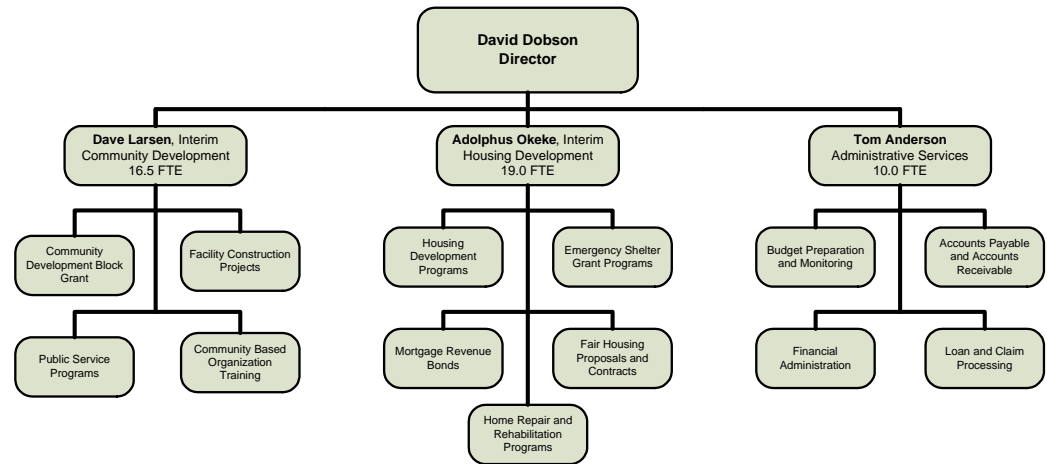 David Dobson
Director
Dave Larsen, Interim
Community Development
16.5 FTE
Adolphus Okeke, Interim
Housing Development
19.0 FTE
Tom Anderson
Administrative Services
10.0 FTE
Community
Development Block
Grant
Facility Construction
Projects
Public Service
Programs
Community Based
Organization
Training
Housing
Development
Programs
Emergency Shelter
Grant Programs
Mortgage Revenue
Bonds
Fair Housing
Proposals and
Contracts
Home Repair and
Rehabilitation
Programs
Budget Preparation
and Monitoring
Accounts Payable
and Accounts
Receivable
Financial
Administration
Loan and Claim
Processing